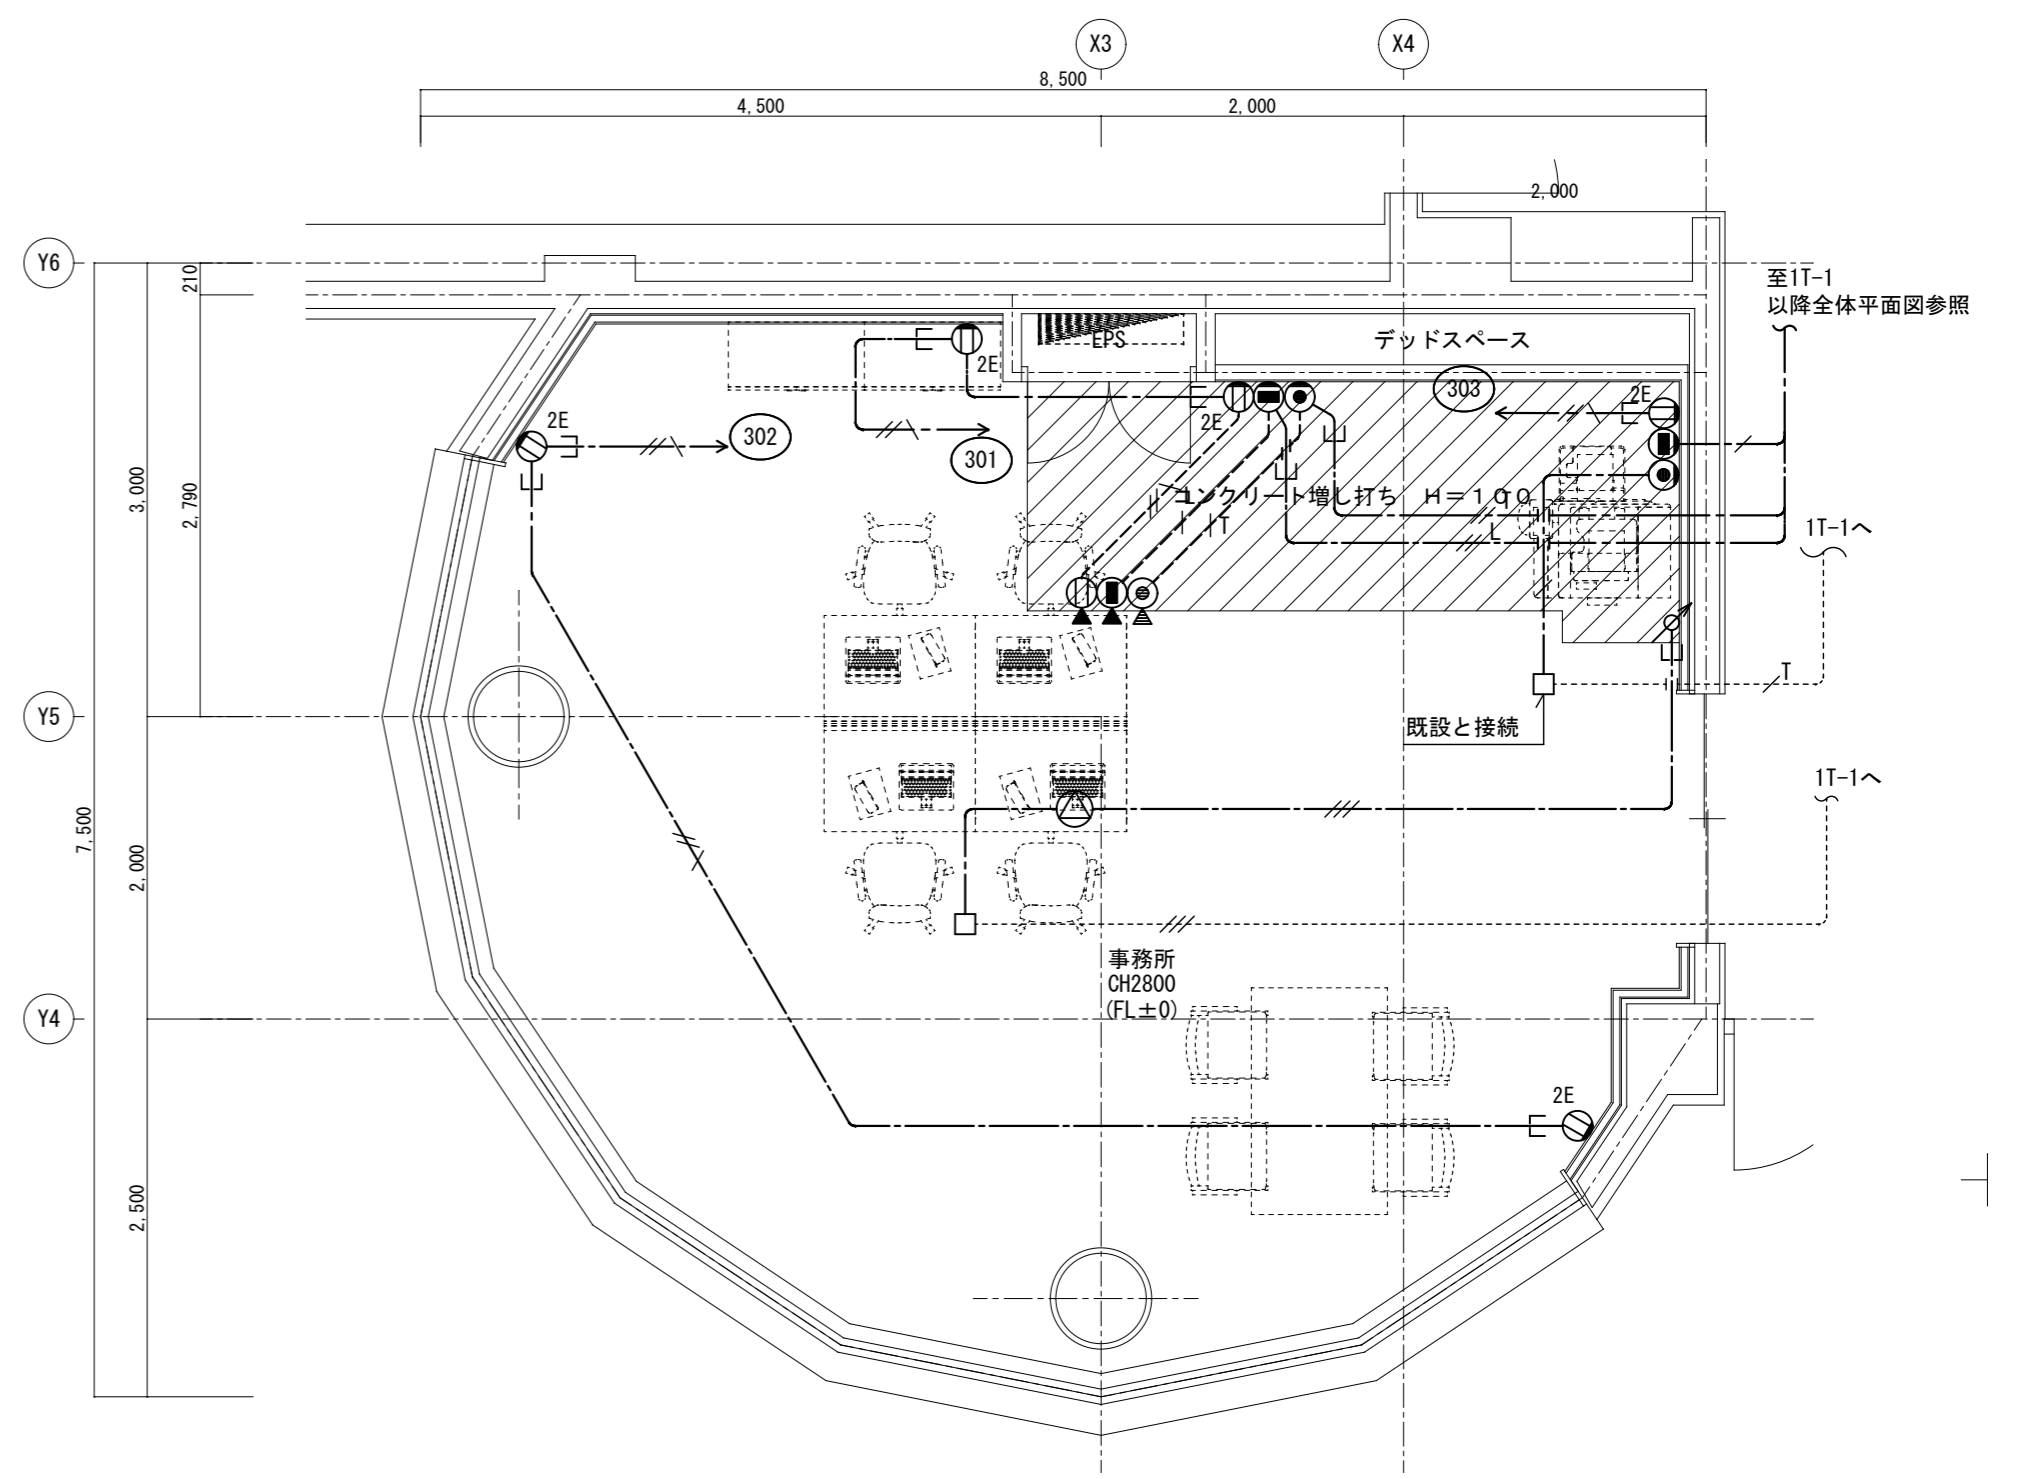 X3
X4
8,500
4,500
2,000
2,000
Y6
210
至1T-1
以降全体平面図参照
EPS
デッドスペース
2E
303
2E
2E
2E
302
301
3,000
2,790
コンクリート増し打ち H=100
T
L
1T-1へ
T
Y5
既設と接続
1T-1へ
7,500
2,000
事務所
CH2800
(FL±0)
Y4
2E
2,500